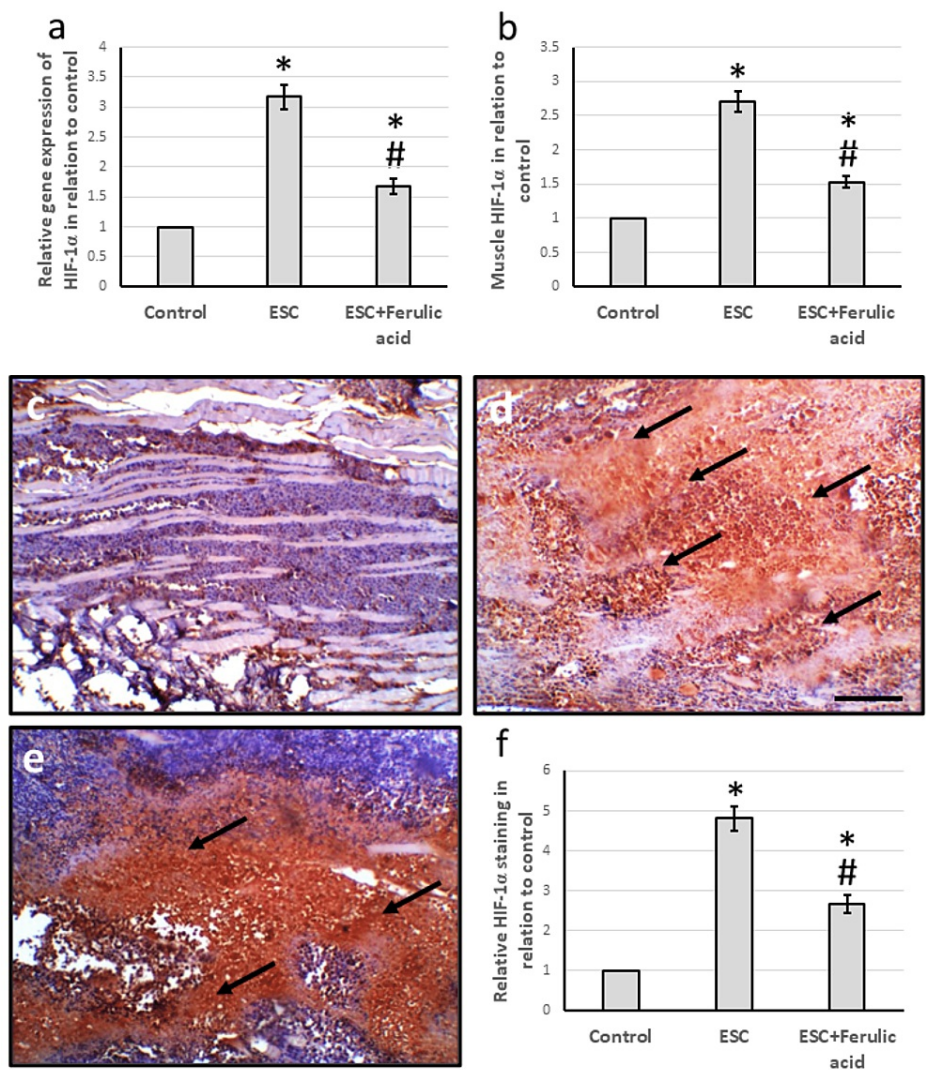 a
Relative gene expression of
HIF-1α in relation to control
4
3.5
3
2.5
2
1.5
1
0.5
0
*
*
#
Control
ESC
ESC+Ferulic
acid
b
Muscle HIF-1α in relation to
control
3.5
3
2.5
2
1.5
1
0.5
0
*
*
#
Control
ESC
ESC+Ferulic
acid
c
d
e
f
Relative HIF-1α staining in
relation to control
6
5
4
3
2
1
0
*
*
#
Control
ESC
ESC+Ferulic
acid